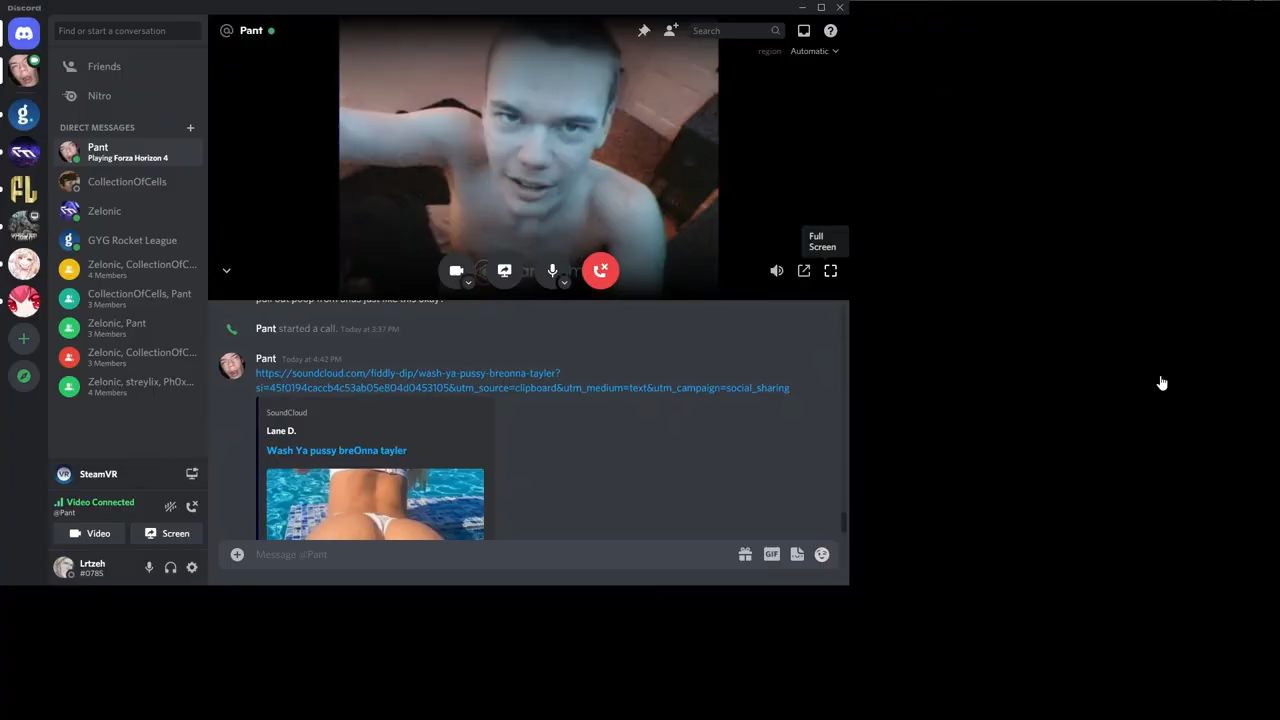 Discord
Find or start a conversation
Friends
Nitro
DIRECT MESSAGES
Pant
Playing Forza Horizon 4
CollectionOfCells
Zelonic
GYG Rocket League
Zelonic, CollectionOfC...
4 Members
CollectionOfCells, Pant
3 Members
Zelonic, Pant
3 Members
Zelonic, CollectionOfC...
3 Members
Zelonic, streylix, Ph0x...
4 Members
SteamVR
Video Connected
@Pant
Video
Screen
Lrtzeh
#0785
Pant
Search
region
Automatic
Full
Screen
Pant started a call. Today at 3:37 PM
Pant Today at 4:42 PM
https://soundcloud.com/fiddly-dip/wash-ya-pussy-breonna-tayler?
si=45f0194caccb4c53ab05e804d0453105&utm_source=clipboard&utm_medium=text&utm_campaign=social_sharing
SoundCloud
Lane D.
Wash Ya pussy breOnna tayler
Message @Pant
GIF